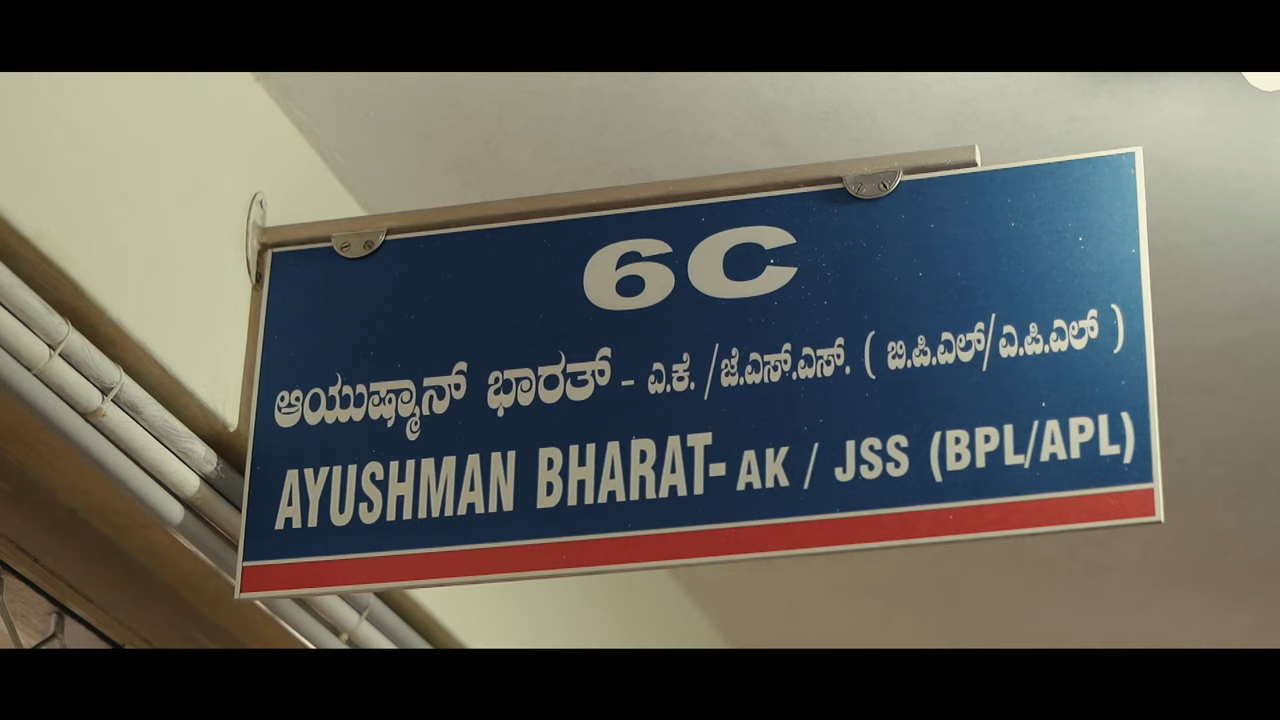 6C
ಆಯುಷ್ಮಾನ್ ಭಾರತ್ - ಎ.ಕೆ. / ಜೆ.ಎಸ್.ಎಸ್. ( ಬಿ.ಪಿ.ಎಲ್/ಎ.ಪಿ.ಎಲ್ )
AYUSHMAN BHARAT- AK / JSS (BPL/APL)